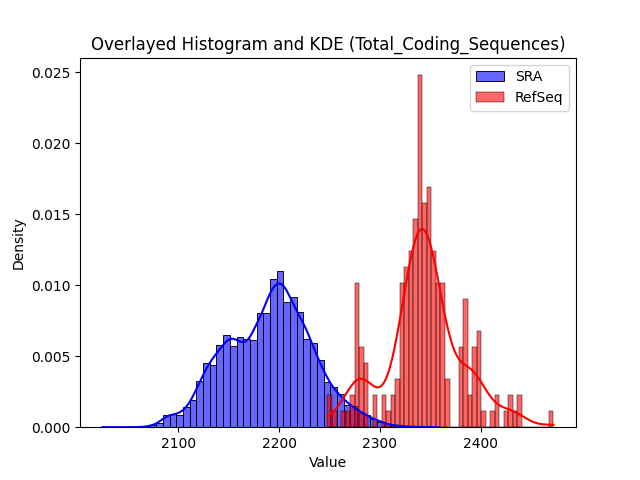 Overlayed Histogram and KDE (Total_Coding_Sequences)
SRA
RefSeq
0.025
0.020
0.015
0.010
0.005
0.000
Density
2100
2200
2300
2400
Value